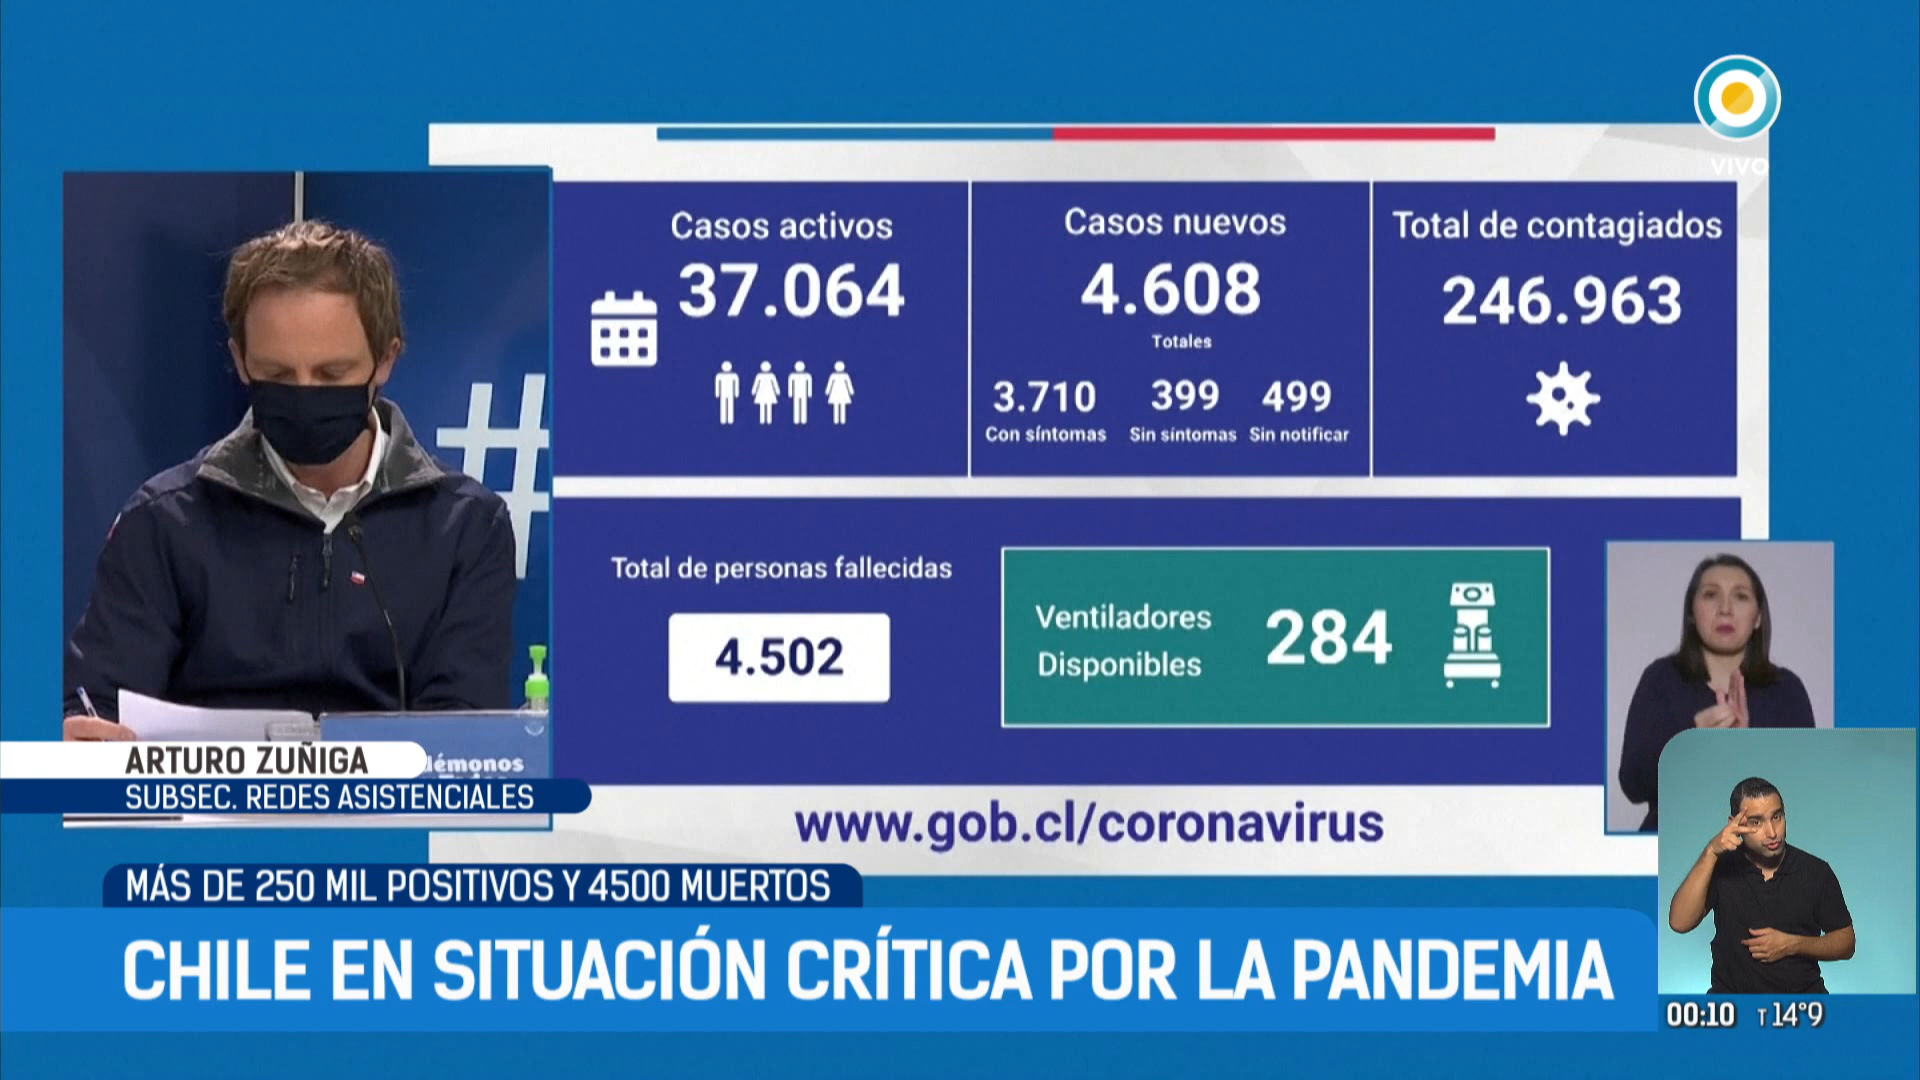 VIVO
Casos activos
37.064
Casos nuevos
4.608
Totales
3.710
Con síntomas
399
Sin síntomas
499
Sin notificar
Total de contagiados
246.963
#
Total de personas fallecidas
4.502
Ventiladores
Disponibles
284
démonos
www.gob.cl/coronavirus
ARTURO ZUÑIGA
SUBSEC. REDES ASISTENCIALES
MÁS DE 250 MIL POSITIVOS Y 4500 MUERTOS
CHILE EN SITUACIÓN CRÍTICA POR LA PANDEMIA
00:10 T 14°9